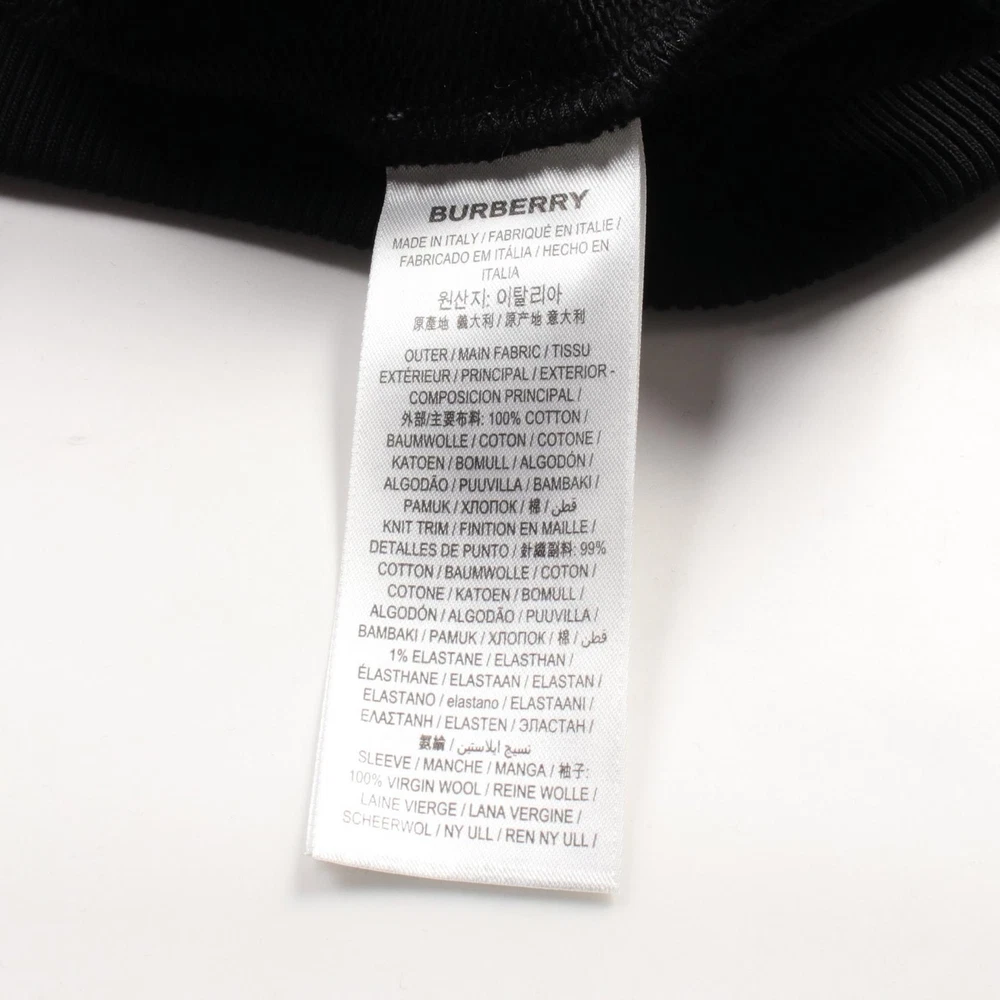 BURBERRY
MADE IN ITALY / FABRIQUÉ EN ITALIE /
FABRICADO EM ITÁLIA / HECHO EN
ITALIA
원산지: 이탈리아
原產地 義大利 / 原产地 意大利
OUTER / MAIN FABRIC / TISSU
EXTÉRIEUR / PRINCIPAL / EXTERIOR -
COMPOSICION PRINCIPAL /
外部/主要布料: 100% COTTON /
BAUMWOLLE / COTON / COTONE /
KATOEN / BOMULL / ALGODÓN /
ALGODÃO / PUUVILLA / BAMBAKI /
PAMUK / ХЛОПОК / 棉 / قطن
KNIT TRIM / FINITION EN MAILLE /
DETALLES DE PUNTO / 針織副料: 99%
COTTON / BAUMWOLLE / COTON /
COTONE / KATOEN / BOMULL /
ALGODÓN / ALGODÃO / PUUVILLA /
BAMBAKI / PAMUK / ХЛОПОК / 棉 / قطن
1% ELASTANE / ELASTHAN /
ÉLASTHANE / ELASTAAN / ELASTAN /
ELASTANO / elastano / ELASTAANI /
ΕΛΑΣΤΑΝΗ / ELASTEN / ЭЛАСТАН /
氨綸 / نسيج ايلاستين
SLEEVE / MANCHE / MANGA / 袖子:
100% VIRGIN WOOL / REINE WOLLE /
LAINE VIERGE / LANA VERGINE /
SCHEERWOL / NY ULL / REN NY ULL /